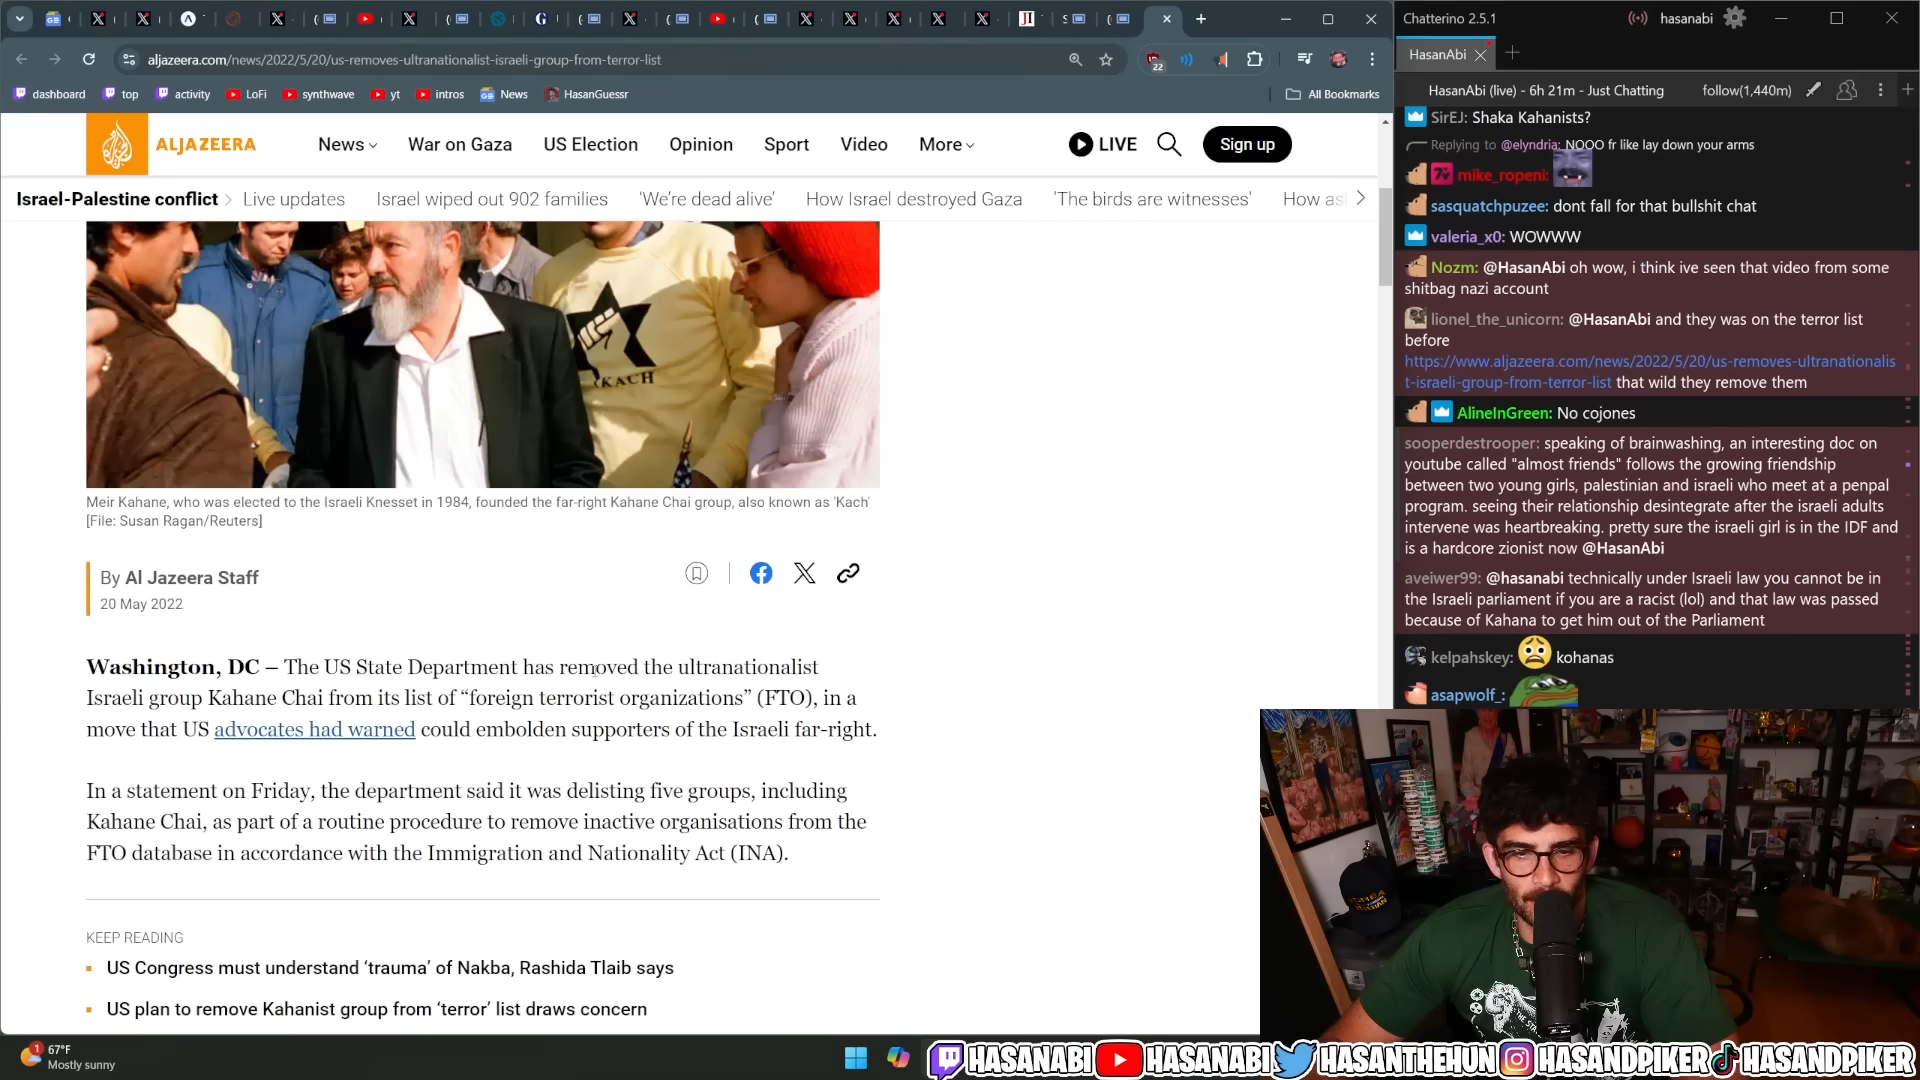 Chatterino 2.5.1
hasanabi
aljazeera.com/news/2022/5/20/us-removes-ultranationalist-israeli-group-from-terror-list
22
HasanAbi
dashboard
top
activity
LoFi
synthwave
yt
intros
News
HasanGuessr
All Bookmarks
HasanAbi (live) - 6h 21m - Just Chatting
follow(1,440m)
ALJAZEERA
News
War on Gaza
US Election
Opinion
Sport
Video
More
LIVE
Sign up
Israel-Palestine conflict
Live updates
Israel wiped out 902 families
‘We’re dead alive’
How Israel destroyed Gaza
'The birds are witnesses'
How as
KACH
Meir Kahane, who was elected to the Israeli Knesset in 1984, founded the far-right Kahane Chai group, also known as 'Kach'
[File: Susan Ragan/Reuters]
By Al Jazeera Staff
20 May 2022
Washington, DC – The US State Department has removed the ultranationalist
Israeli group Kahane Chai from its list of “foreign terrorist organizations” (FTO), in a
move that US advocates had warned could embolden supporters of the Israeli far-right.
In a statement on Friday, the department said it was delisting five groups, including
Kahane Chai, as part of a routine procedure to remove inactive organisations from the
FTO database in accordance with the Immigration and Nationality Act (INA).
KEEP READING
US Congress must understand ‘trauma’ of Nakba, Rashida Tlaib says
US plan to remove Kahanist group from ‘terror’ list draws concern
SirEJ: Shaka Kahanists?
Replying to @elyndria: NOOO fr like lay down your arms
mike_ropeni:
sasquatchpuzee: dont fall for that bullshit chat
valeria_x0: WOWWW
Nozm: @HasanAbi oh wow, i think ive seen that video from some
shitbag nazi account
lionel_the_unicorn: @HasanAbi and they was on the terror list
before
https://www.aljazeera.com/news/2022/5/20/us-removes-ultranationalis
t-israeli-group-from-terror-list that wild they remove them
AlineInGreen: No cojones
sooperdestrooper: speaking of brainwashing, an interesting doc on
youtube called "almost friends" follows the growing friendship
between two young girls, palestinian and israeli who meet at a penpal
program. seeing their relationship desintegrate after the israeli adults
intervene was heartbreaking. pretty sure the israeli girl is in the IDF and
is a hardcore zionist now @HasanAbi
aveiwer99: @hasanabi technically under Israeli law you cannot be in
the Israeli parliament if you are a racist (lol) and that law was passed
because of Kahana to get him out of the Parliament
kelpahskey: kohanas
asapwolf_:
1
67°F
Mostly sunny
HASANABI
HASANABI
HASANTHEHUN
HASANDPIKER
HASANDPIKER